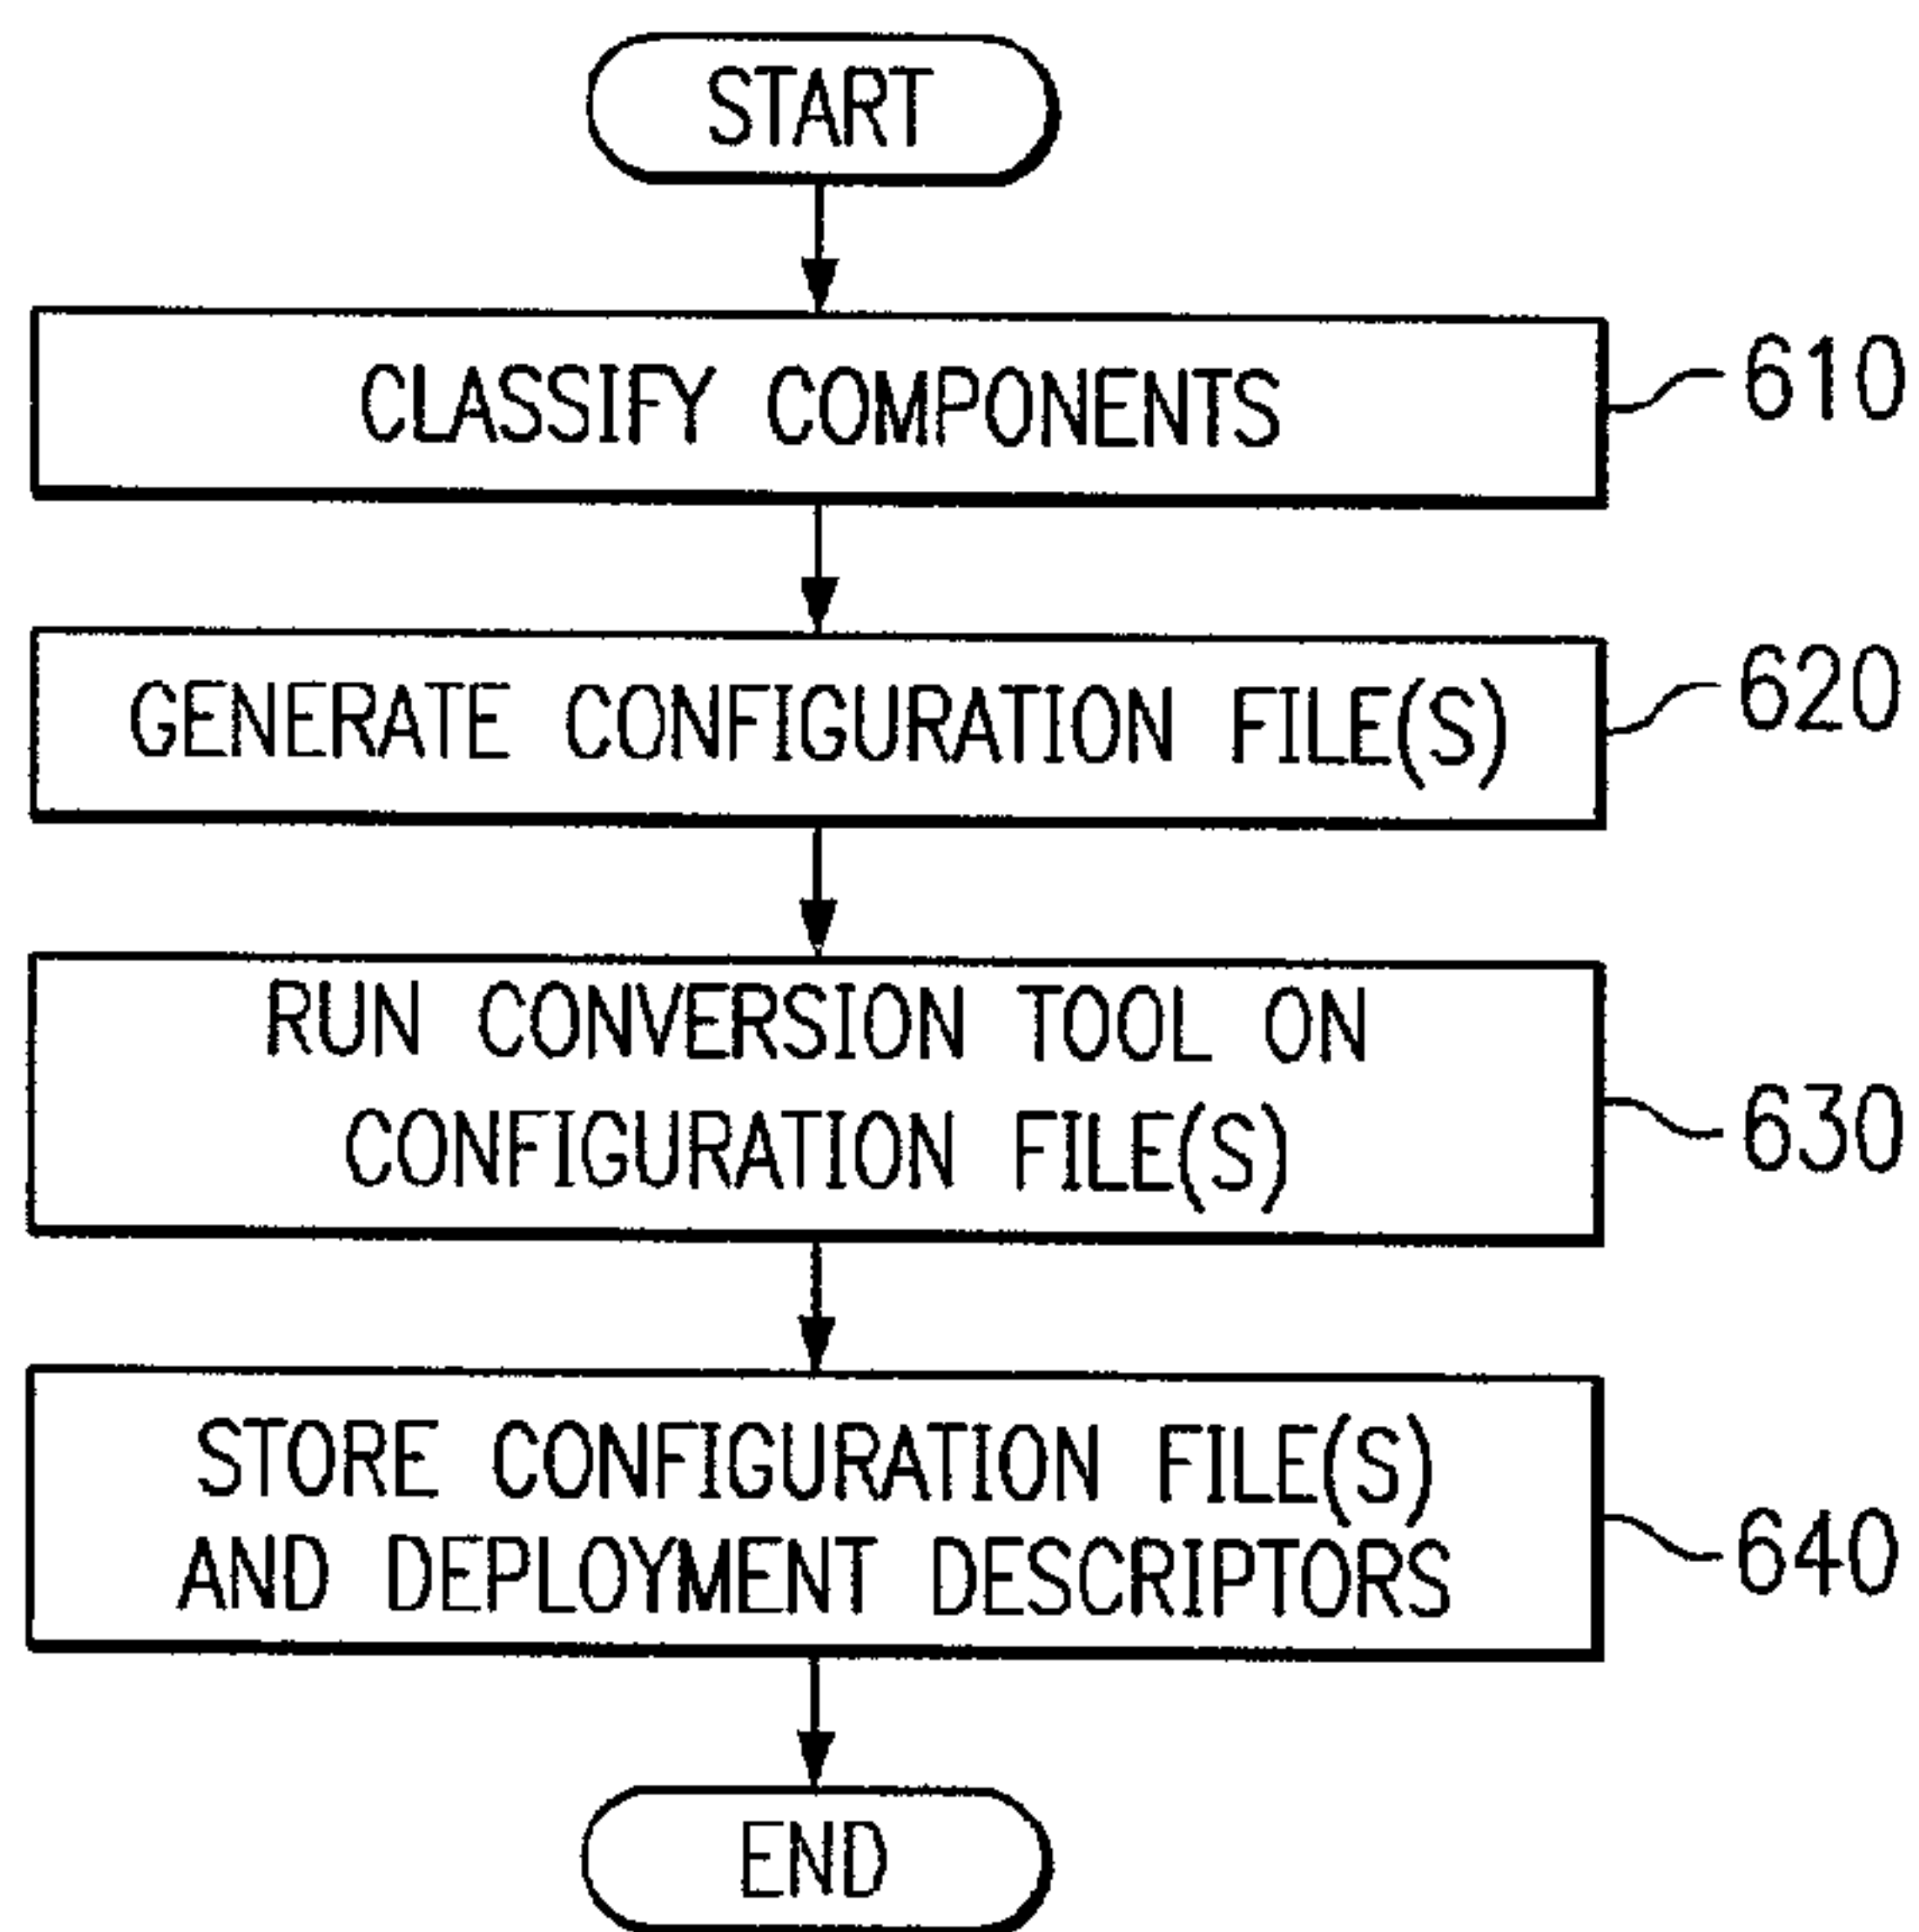 START
CLASSIFY COMPONENTS
610
GENERATE CONFIGURATION FILE(S)
620
RUN CONVERSION TOOL ON
CONFIGURATION FILE(S)
630
STORE CONFIGURATION FILE(S)
AND DEPLOYMENT DESCRIPTORS
640
END